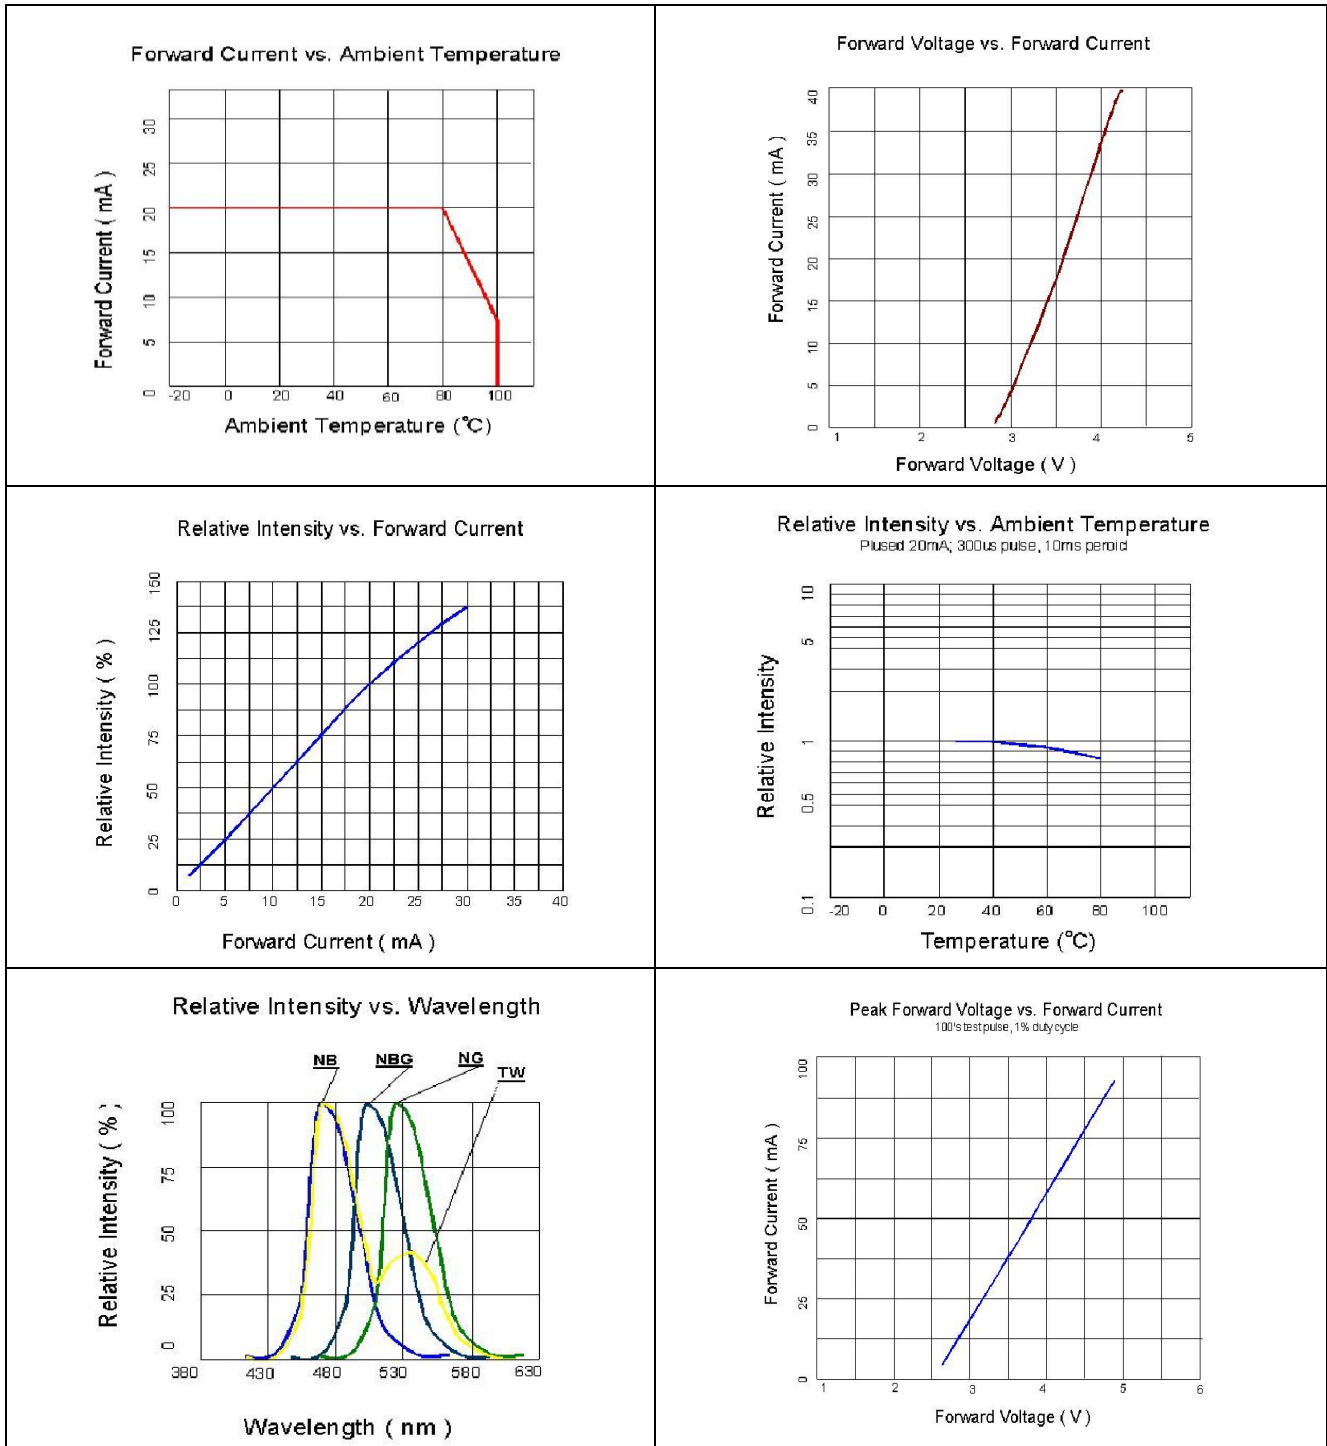 Forward Current vs. Ambient Temperature
Forward Current ( mA )
30
25
20
15
10
5
0
-20 0 20 40 60 80 100
Ambient Temperature (°C)
Forward Voltage vs. Forward Current
Forward Current ( mA )
40
35
30
25
20
15
10
5
0
1 2 3 4 5
Forward Voltage ( V )
Relative Intensity vs. Forward Current
Relative Intensity ( % )
150
125
100
75
50
25
0
0 5 10 15 20 25 30 35 40
Forward Current ( mA )
Relative Intensity vs. Ambient Temperature
Plused 20mA; 300us pulse, 10ms peroid
Relative Intensity
10
5
1
0.5
0.1
-20 0 20 40 60 80 100
Temperature (°C)
Relative Intensity vs. Wavelength
NB NBG NG TW
Relative Intensity ( % )
100
75
50
25
0
380 430 480 530 580 630
Wavelength ( nm )
Peak Forward Voltage vs. Forward Current
100's test pulse, 1% duty cycle
Forward Current ( mA )
100
75
50
25
0
1 2 3 4 5 6
Forward Voltage ( V )